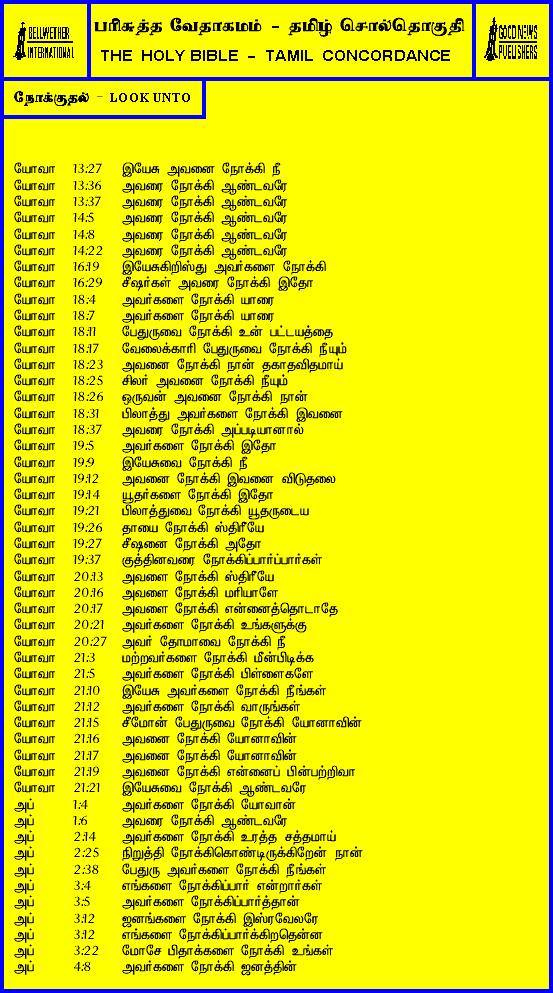 BELLWETHER
INTERNATIONAL
பரிசுத்த வேதாகமம் - தமிழ் சொல்தொகுதி
THE HOLY BIBLE - TAMIL CONCORDANCE
GOOD NEWS
PUBLISHERS
நோக்குதல் - LOOK UNTO
யோவா 13:27 இயேசு அவனை நோக்கி நீ
யோவா 13:36 அவரை நோக்கி ஆண்டவரே
யோவா 13:37 அவரை நோக்கி ஆண்டவரே
யோவா 14:5 அவரை நோக்கி ஆண்டவரே
யோவா 14:8 அவரை நோக்கி ஆண்டவரே
யோவா 14:22 அவரை நோக்கி ஆண்டவரே
யோவா 16:19 இயேசுகிறிஸ்து அவர்களை நோக்கி
யோவா 16:29 சீஷர்கள் அவரை நோக்கி இதோ
யோவா 18:4 அவர்களை நோக்கி யாரை
யோவா 18:7 அவர்களை நோக்கி யாரை
யோவா 18:11 பேதுருவை நோக்கி உன் பட்டயத்தை
யோவா 18:17 வேலைக்காரி பேதுருவை நோக்கி நீயும்
யோவா 18:23 அவனை நோக்கி நான் தகாதவிதமாய்
யோவா 18:25 சிலர் அவனை நோக்கி நீயும்
யோவா 18:26 ஒருவன் அவனை நோக்கி நான்
யோவா 18:31 பிலாத்து அவர்களை நோக்கி இவனை
யோவா 18:37 அவரை நோக்கி அப்படியானால்
யோவா 19:5 அவர்களை நோக்கி இதோ
யோவா 19:9 இயேசுவை நோக்கி நீ
யோவா 19:12 அவனை நோக்கி இவனை விடுதலை
யோவா 19:14 யூதர்களை நோக்கி இதோ
யோவா 19:21 பிலாத்துவை நோக்கி யூதருடைய
யோவா 19:26 தாயை நோக்கி ஸ்திரீயே
யோவா 19:27 சீஷனை நோக்கி அதோ
யோவா 19:37 குத்தினவரை நோக்கிப்பார்ப்பார்கள்
யோவா 20:13 அவளை நோக்கி ஸ்திரீயே
யோவா 20:16 அவளை நோக்கி மரியாளே
யோவா 20:17 அவளை நோக்கி என்னைத்தொடாதே
யோவா 20:21 அவர்களை நோக்கி உங்களுக்கு
யோவா 20:27 அவர் தோமாவை நோக்கி நீ
யோவா 21:3 மற்றவர்களை நோக்கி மீன்பிடிக்க
யோவா 21:5 அவர்களை நோக்கி பிள்ளைகளே
யோவா 21:10 இயேசு அவர்களை நோக்கி நீங்கள்
யோவா 21:12 அவர்களை நோக்கி வாருங்கள்
யோவா 21:15 சீமோன் பேதுருவை நோக்கி யோனாவின்
யோவா 21:16 அவனை நோக்கி யோனாவின்
யோவா 21:17 அவனை நோக்கி யோனாவின்
யோவா 21:19 அவனை நோக்கி என்னைப் பின்பற்றிவா
யோவா 21:21 இயேசுவை நோக்கி ஆண்டவரே
அப் 1:4 அவர்களை நோக்கி யோவான்
அப் 1:6 அவரை நோக்கி ஆண்டவரே
அப் 2:14 அவர்களை நோக்கி உரத்த சத்தமாய்
அப் 2:25 நிறுத்தி நோக்கிகொண்டிருக்கிறேன் நான்
அப் 2:38 பேதுரு அவர்களை நோக்கி நீங்கள்
அப் 3:4 எங்களை நோக்கிப்பார் என்றார்கள்
அப் 3:5 அவர்களை நோக்கிப்பார்த்தான்
அப் 3:12 ஜனங்களை நோக்கி இஸ்ரவேலரே
அப் 3:12 எங்களை நோக்கிப்பார்க்கிறதென்ன
அப் 3:22 மோசே பிதாக்களை நோக்கி உங்கள்
அப் 4:8 அவர்களை நோக்கி ஜனத்தின்